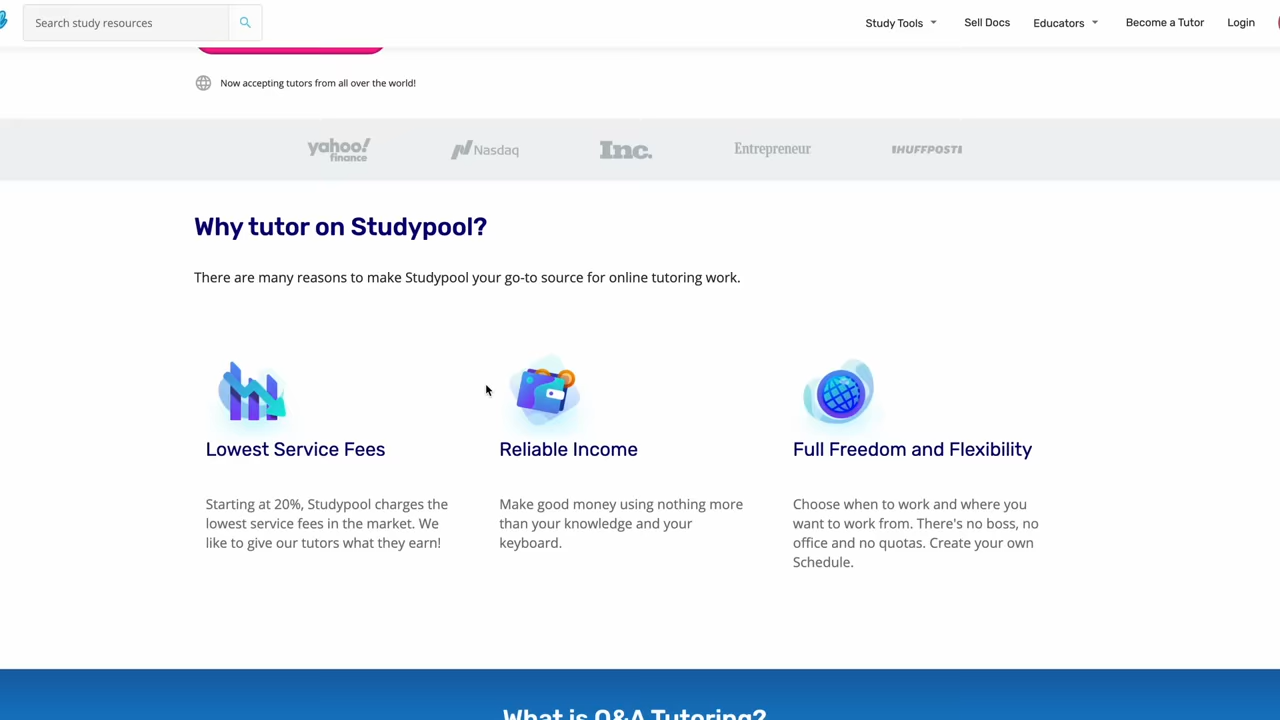 Search study resources
Study Tools
Sell Docs
Educators
Become a Tutor
Login
Now accepting tutors from all over the world!
yahoo!
finance
Nasdaq
Inc.
Entrepreneur
HUFFPOST
Why tutor on Studypool?
There are many reasons to make Studypool your go-to source for online tutoring work.
Lowest Service Fees
Starting at 20%, Studypool charges the
lowest service fees in the market. We
like to give our tutors what they earn!
Reliable Income
Make good money using nothing more
than your knowledge and your
keyboard.
Full Freedom and Flexibility
Choose when to work and where you
want to work from. There's no boss, no
office and no quotas. Create your own
Schedule.
What is Q&A Tutoring?